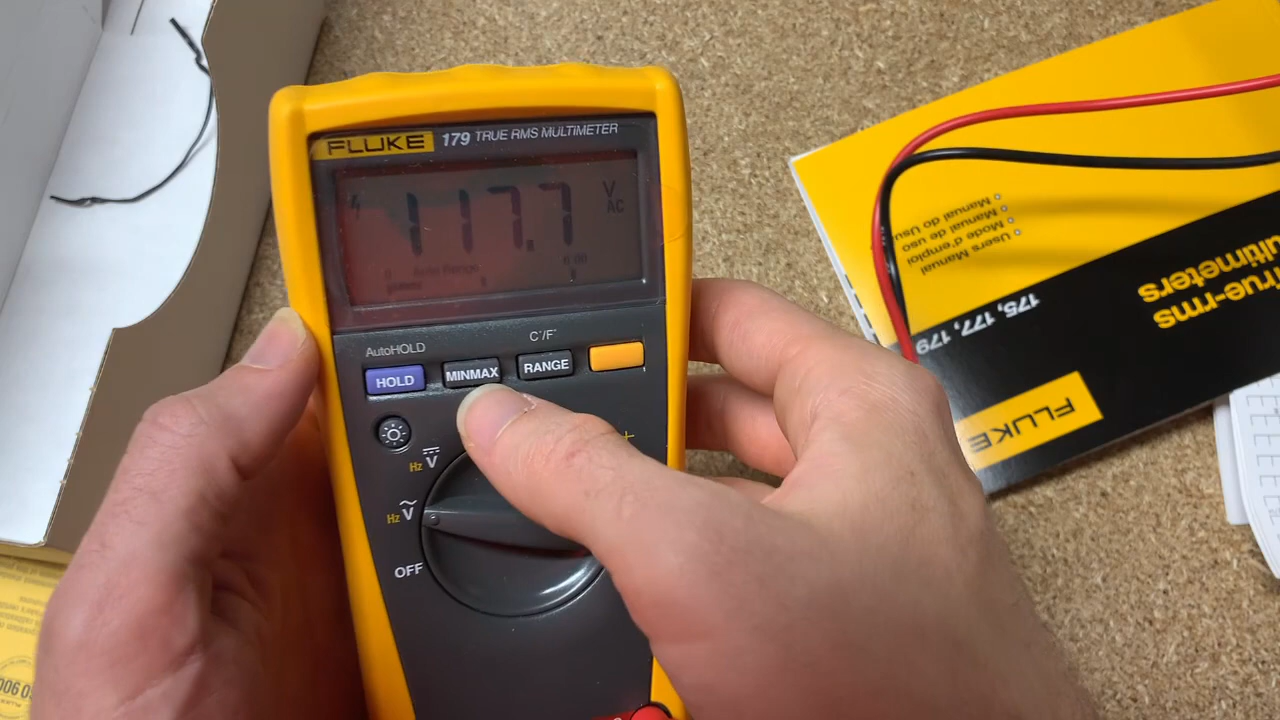 FLUKE 179 TRUE RMS MULTIMETER
117.7 V AC
Auto Range
AutoHOLD
C°/F°
HOLD
MINMAX
RANGE
Hz V
Hz V
OFF
Users Manual
Mode d'emploi
Manual de uso
Manual do Usu
175, 177, 179
True-rms
ultimeters
FLUKE